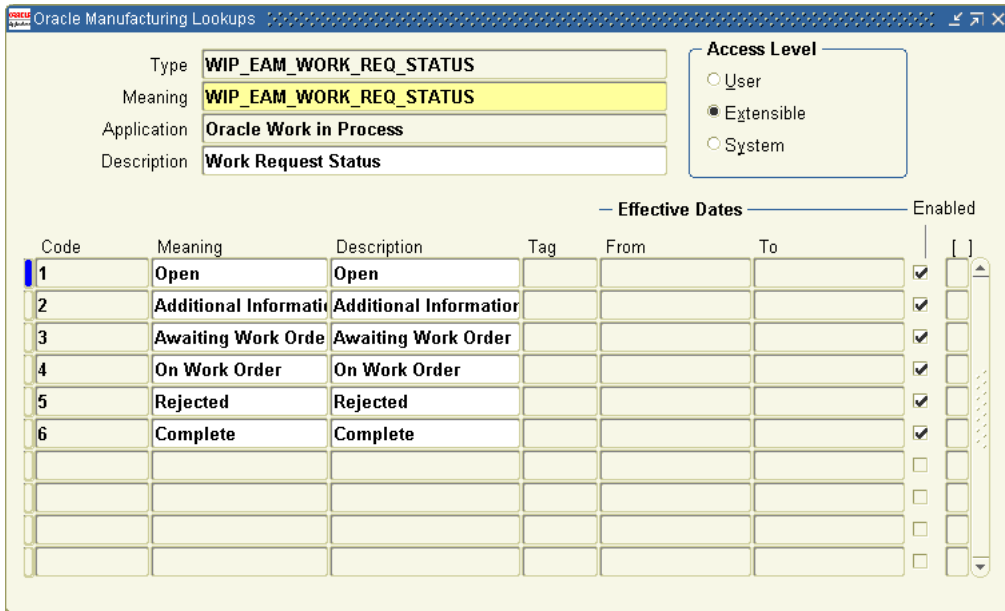 ORACLE Oracle Manufacturing Lookups
Type WIP_EAM_WORK_REQ_STATUS
Meaning WIP_EAM_WORK_REQ_STATUS
Application Oracle Work in Process
Description Work Request Status
Access Level
User
Extensible
System
Effective Dates Enabled
Code Meaning Description Tag From To [ ]
1 Open Open
2 Additional Informati Additional Information
3 Awaiting Work Orde Awaiting Work Order
4 On Work Order On Work Order
5 Rejected Rejected
6 Complete Complete